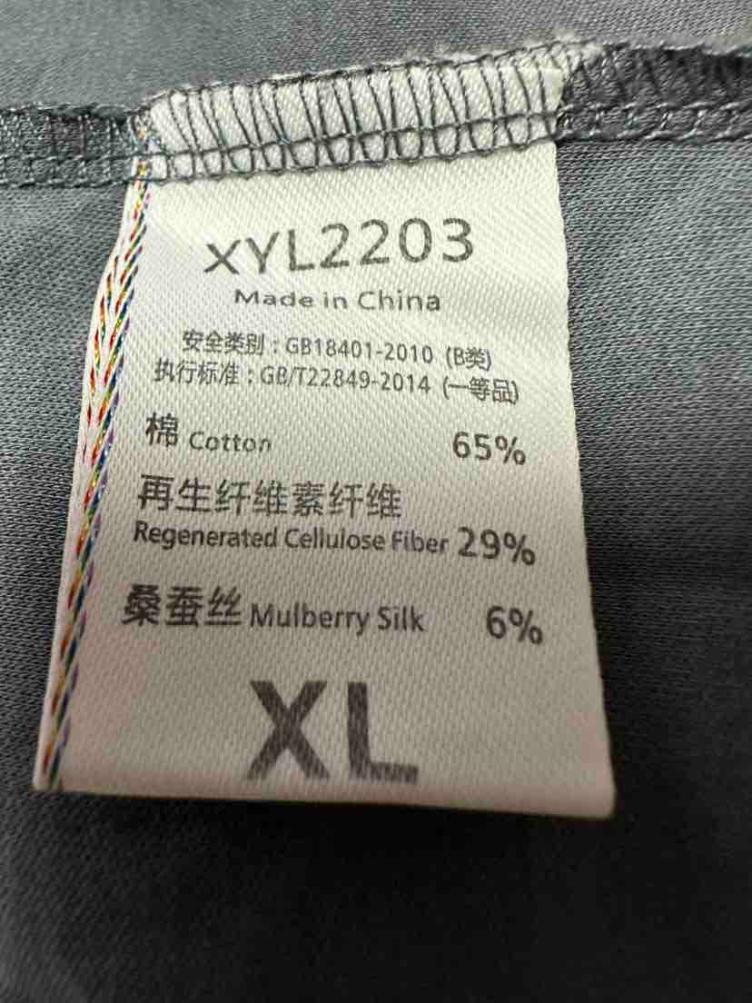 XYL2203
Made in China
安全类别：GB18401-2010 (B类)
执行标准：GB/T22849-2014 (一等品)
棉 Cotton 65%
再生纤维素纤维
Regenerated Cellulose Fiber 29%
桑蚕丝 Mulberry Silk 6%
XL